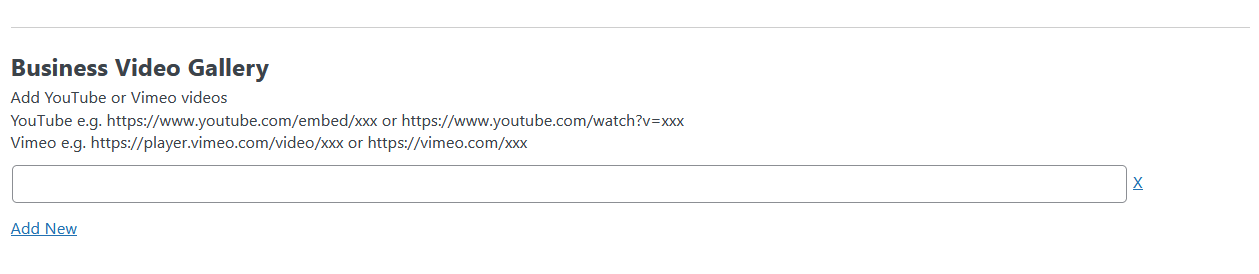 Business Video Gallery
Add YouTube or Vimeo videos
YouTube e.g. https://www.youtube.com/embed/xxx or https://www.youtube.com/watch?v=xxx
Vimeo e.g. https://player.vimeo.com/video/xxx or https://vimeo.com/xxx
X
Add New